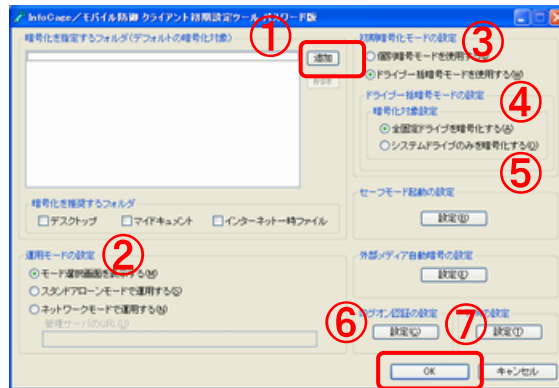 InfoCage/モバイル防御 クライアント初期設定ツール パスワード版
暗号化を指定するフォルダ(デフォルトの暗号化対象)
①
追加
削除
暗号化を推奨するフォルダ
デスクトップ
マイドキュメント
インターネット一時ファイル
運用モードの設定
②
モード選択画面を表示する(M)
スタンドアローンモードで運用する(S)
ネットワークモードで運用する(N)
管理サーバのURL(U)
初期暗号化モードの設定
③
個別暗号モードを使用する
ドライブ一括暗号モードを使用する(W)
ドライブ一括暗号モードの設定
④
暗号化対象設定
全固定ドライブを暗号化する(A)
システムドライブのみを暗号化する(O)
⑤
セーフモード起動の設定
設定(B)
外部メディア自動暗号の設定
設定(E)
⑥
ログオン認証の設定
設定(G)
⑦
の設定
設定(T)
OK
キャンセル